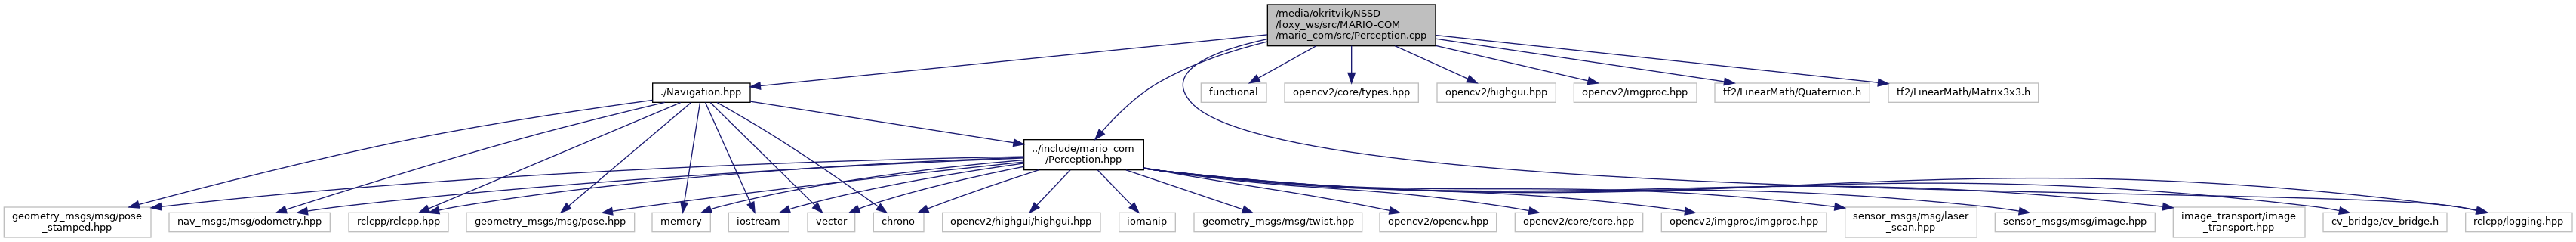 /media/okritvik/NSSD
/foxy_ws/src/MARIO-COM
/mario_com/src/Perception.cpp
./Navigation.hpp
functional
opencv2/core/types.hpp
opencv2/highgui.hpp
opencv2/imgproc.hpp
tf2/LinearMath/Quaternion.h
tf2/LinearMath/Matrix3x3.h
../include/mario_com
/Perception.hpp
geometry_msgs/msg/pose
_stamped.hpp
nav_msgs/msg/odometry.hpp
rclcpp/rclcpp.hpp
geometry_msgs/msg/pose.hpp
memory
iostream
vector
chrono
opencv2/highgui/highgui.hpp
iomanip
geometry_msgs/msg/twist.hpp
opencv2/opencv.hpp
opencv2/core/core.hpp
opencv2/imgproc/imgproc.hpp
sensor_msgs/msg/laser
_scan.hpp
sensor_msgs/msg/image.hpp
image_transport/image
_transport.hpp
cv_bridge/cv_bridge.h
rclcpp/logging.hpp